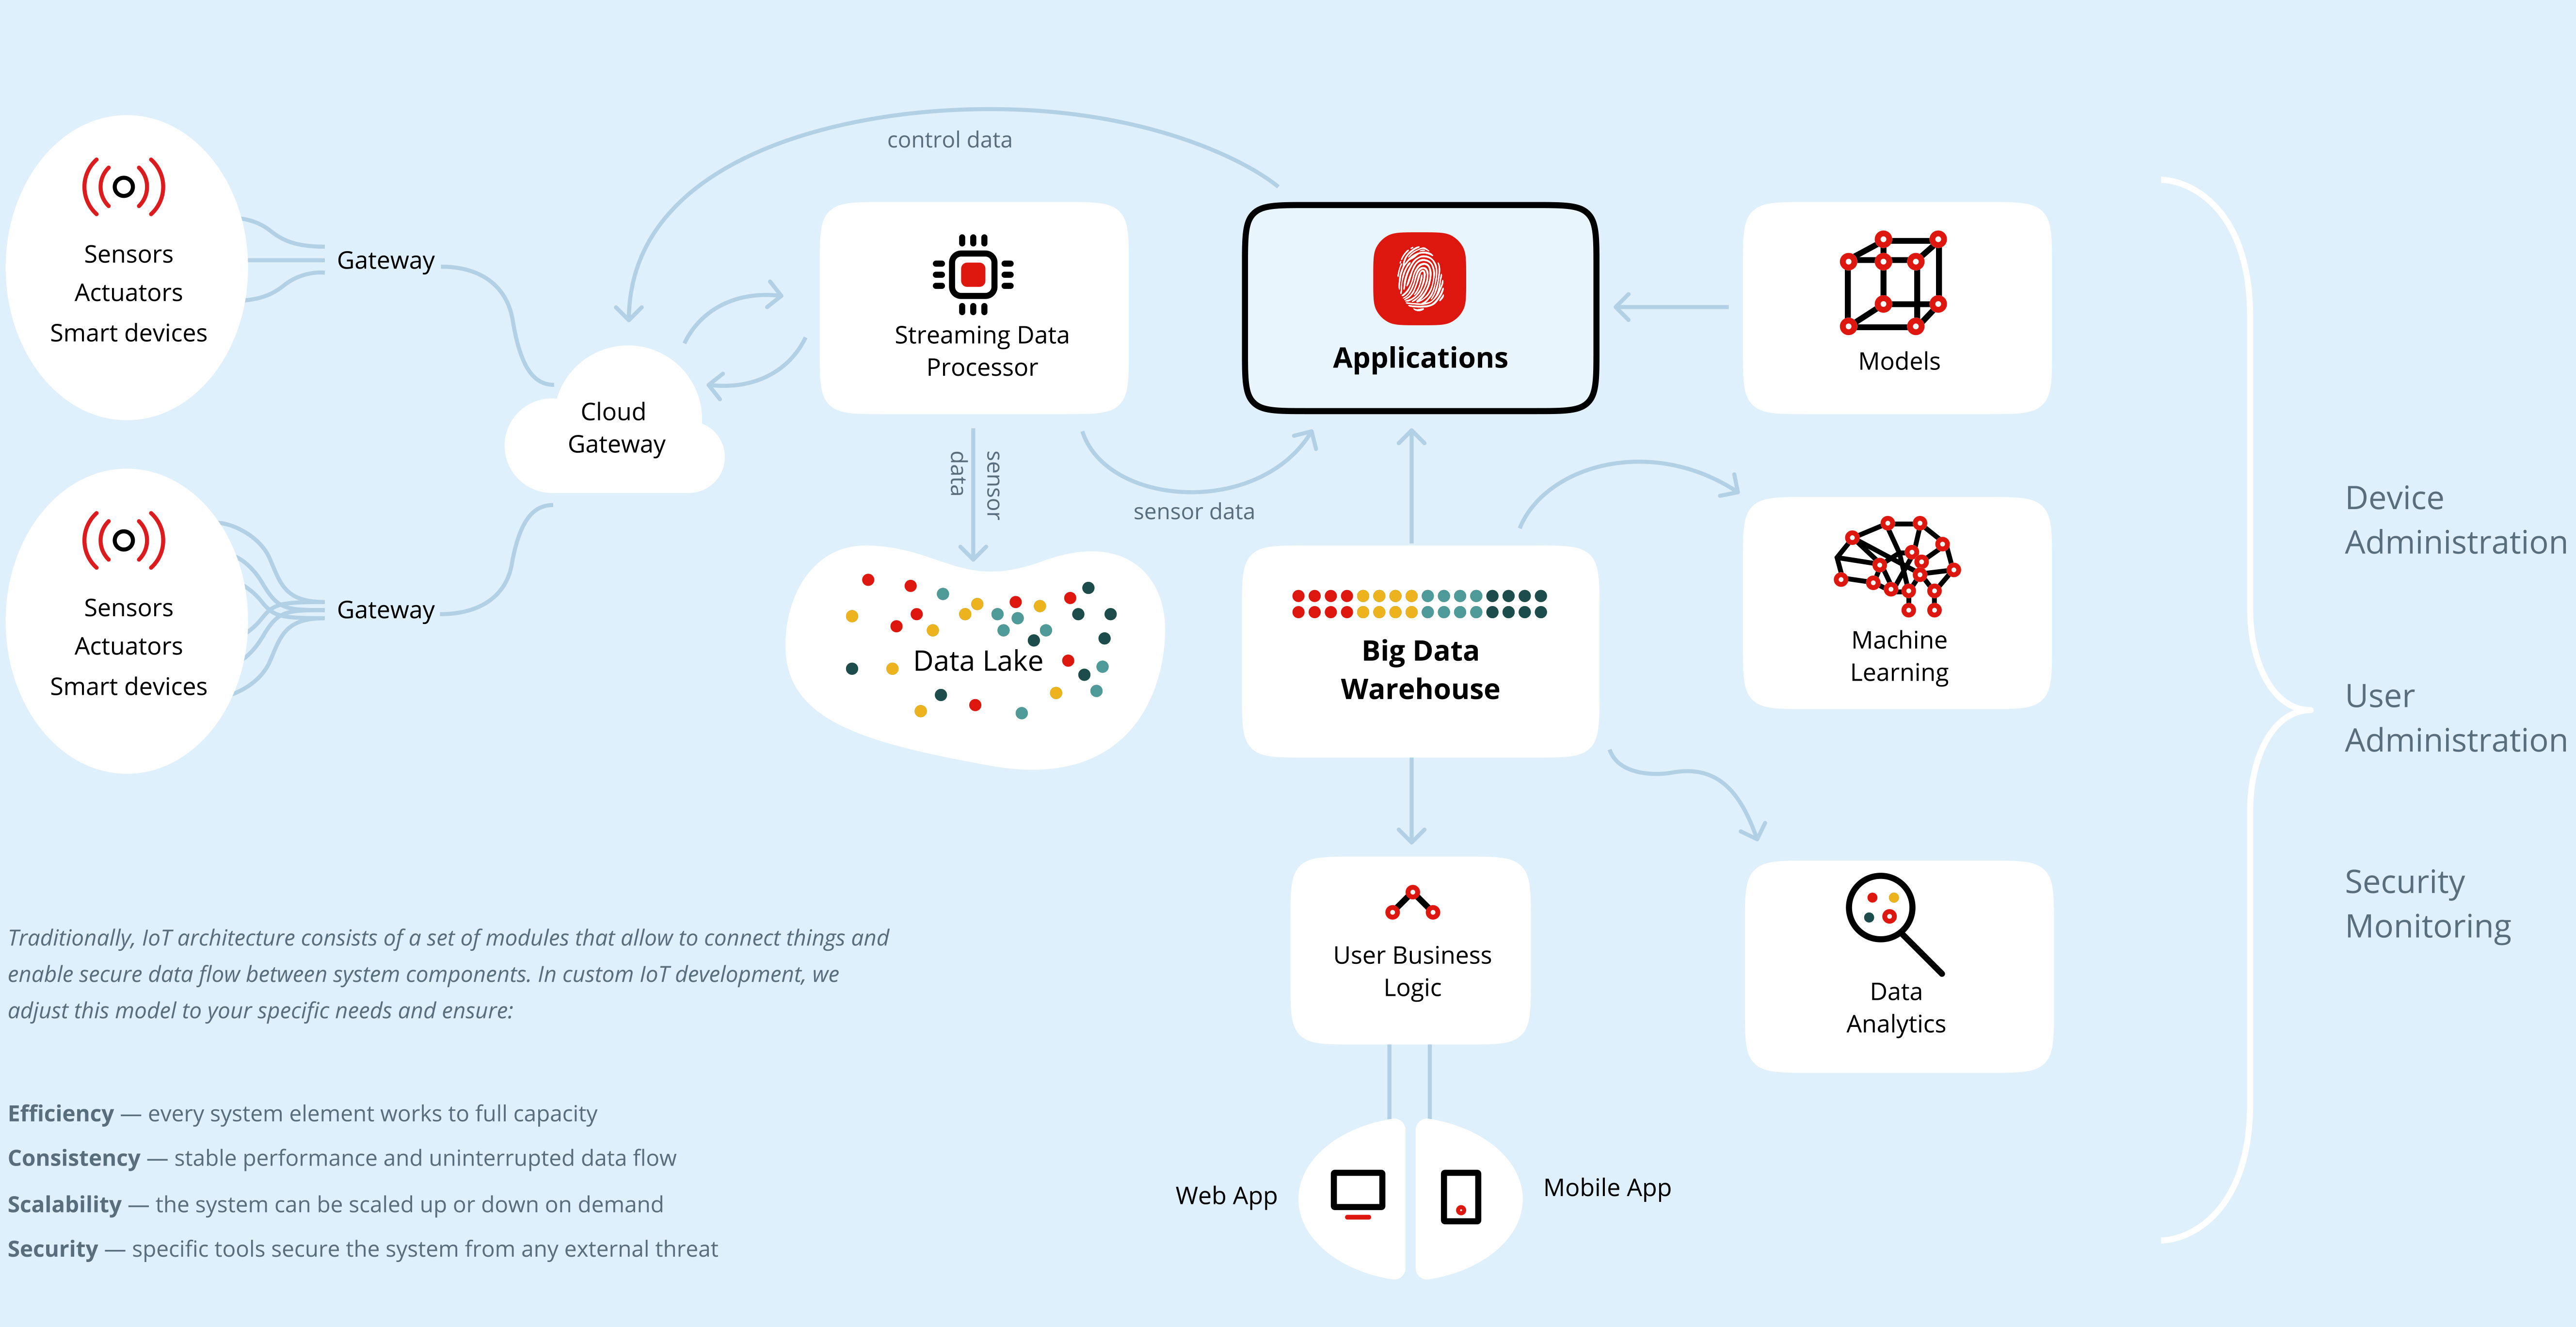 control data
Sensors
Actuators
Smart devices
Gateway
Streaming Data
Processor
Applications
Models
Cloud
Gateway
sensor
data
sensor data
Sensors
Actuators
Smart devices
Gateway
Data Lake
Big Data
Warehouse
Machine
Learning
Device
Administration
User
Administration
Security
Monitoring
User Business
Logic
Data
Analytics
Web App
Mobile App
Traditionally, IoT architecture consists of a set of modules that allow to connect things and
enable secure data flow between system components. In custom IoT development, we
adjust this model to your specific needs and ensure:
Efficiency — every system element works to full capacity
Consistency — stable performance and uninterrupted data flow
Scalability — the system can be scaled up or down on demand
Security — specific tools secure the system from any external threat